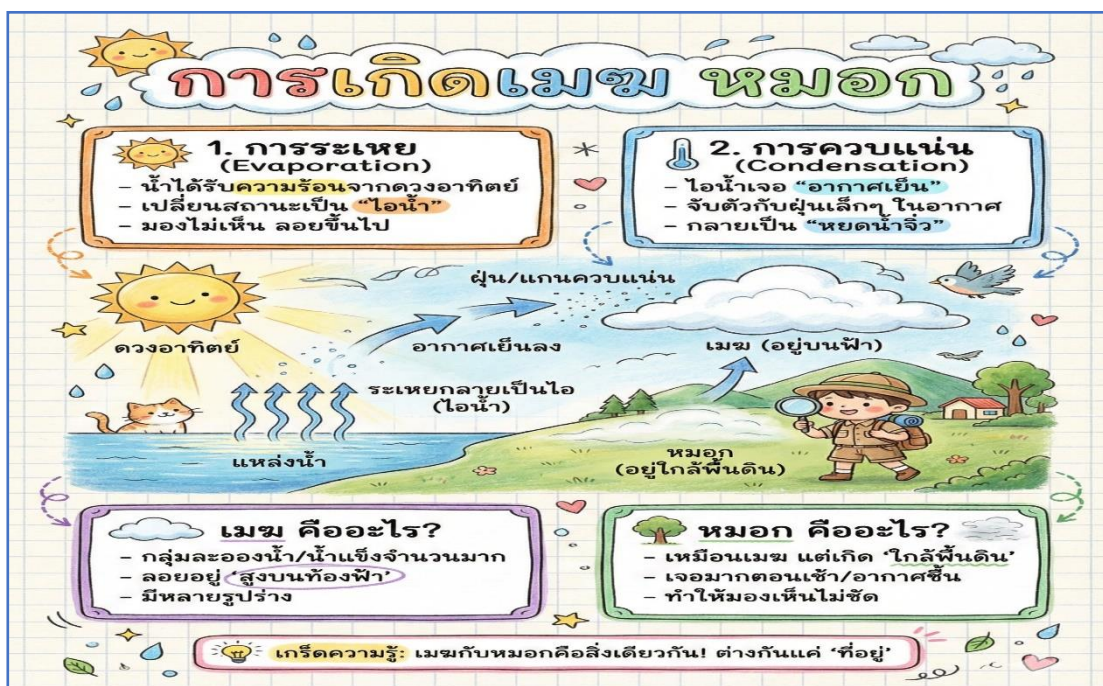 การเกิดเมฆ หมอก
1. การระเหย
(Evaporation)
- น้ำได้รับความร้อนจากดวงอาทิตย์
- เปลี่ยนสถานะเป็น “ไอน้ำ”
- มองไม่เห็น ลอยขึ้นไป
2. การควบแน่น
(Condensation)
- ไอน้ำเจอ “อากาศเย็น”
- จับตัวกับฝุ่นเล็กๆ ในอากาศ
- กลายเป็น “หยดน้ำจิ๋ว”
ฝุ่น/แกนควบแน่น
ดวงอาทิตย์
อากาศเย็นลง
เมฆ (อยู่บนฟ้า)
ระเหยกลายเป็นไอ
(ไอน้ำ)
แหล่งน้ำ
หมอก
(อยู่ใกล้พื้นดิน)
เมฆ คืออะไร?
- กลุ่มละอองน้ำ/น้ำแข็งจำนวนมาก
- ลอยอยู่ ‘สูงบนท้องฟ้า’
- มีหลายรูปร่าง
หมอก คืออะไร?
- เหมือนเมฆ แต่เกิด ‘ใกล้พื้นดิน’
- เจอมากตอนเช้า/อากาศชื้น
- ทำให้มองเห็นไม่ชัด
เกร็ดความรู้: เมฆกับหมอกคือสิ่งเดียวกัน! ต่างกันแค่ ‘ที่อยู่’